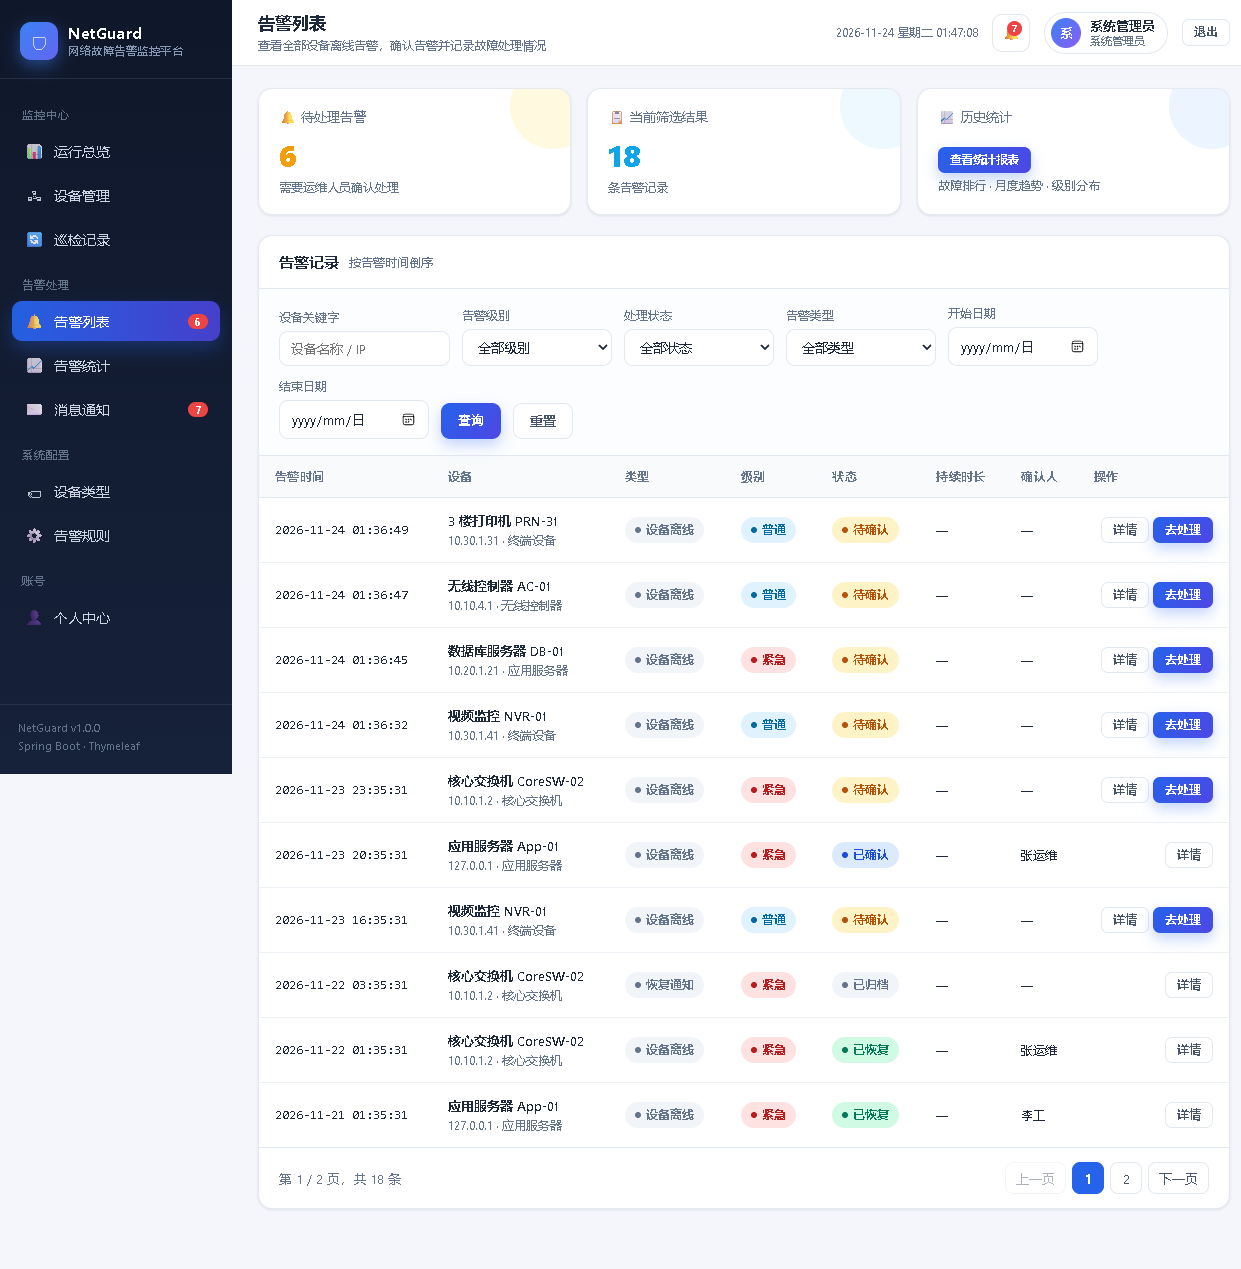 NetGuard
网络故障告警监控平台
监控中心
运行总览
设备管理
巡检记录
告警处理
告警列表 6
告警统计
消息通知 7
系统配置
设备类型
告警规则
账号
个人中心
NetGuard v1.0.0
Spring Boot · Thymeleaf
告警列表
查看全部设备离线告警，确认告警并记录故障处理情况
2026-11-24 星期二 01:47:08
7
系
系统管理员
系统管理员
退出
待处理告警
6
需要运维人员确认处理
当前筛选结果
18
条告警记录
历史统计
查看统计报表
故障排行 · 月度趋势 · 级别分布
告警记录 按告警时间倒序
设备关键字 告警级别 处理状态 告警类型 开始日期
设备名称 / IP 全部级别 全部状态 全部类型 yyyy/mm/日
结束日期
yyyy/mm/日 查询 重置
告警时间 设备 类型 级别 状态 持续时长 确认人 操作
2026-11-24 01:36:49 3 楼打印机 PRN-31 设备离线 普通 待确认 — — 详情 去处理
10.30.1.31 · 终端设备
2026-11-24 01:36:47 无线控制器 AC-01 设备离线 普通 待确认 — — 详情 去处理
10.10.4.1 · 无线控制器
2026-11-24 01:36:45 数据库服务器 DB-01 设备离线 紧急 待确认 — — 详情 去处理
10.20.1.21 · 应用服务器
2026-11-24 01:36:32 视频监控 NVR-01 设备离线 普通 待确认 — — 详情 去处理
10.30.1.41 · 终端设备
2026-11-23 23:35:31 核心交换机 CoreSW-02 设备离线 紧急 待确认 — — 详情 去处理
10.10.1.2 · 核心交换机
2026-11-23 20:35:31 应用服务器 App-01 设备离线 紧急 已确认 — 张运维 详情
127.0.0.1 · 应用服务器
2026-11-23 16:35:31 视频监控 NVR-01 设备离线 普通 待确认 — — 详情 去处理
10.30.1.41 · 终端设备
2026-11-22 03:35:31 核心交换机 CoreSW-02 恢复通知 紧急 已归档 — — 详情
10.10.1.2 · 核心交换机
2026-11-22 01:35:31 核心交换机 CoreSW-02 设备离线 紧急 已恢复 — 张运维 详情
10.10.1.2 · 核心交换机
2026-11-21 01:35:31 应用服务器 App-01 设备离线 紧急 已恢复 — 李工 详情
127.0.0.1 · 应用服务器
第 1 / 2 页，共 18 条 上一页 1 2 下一页